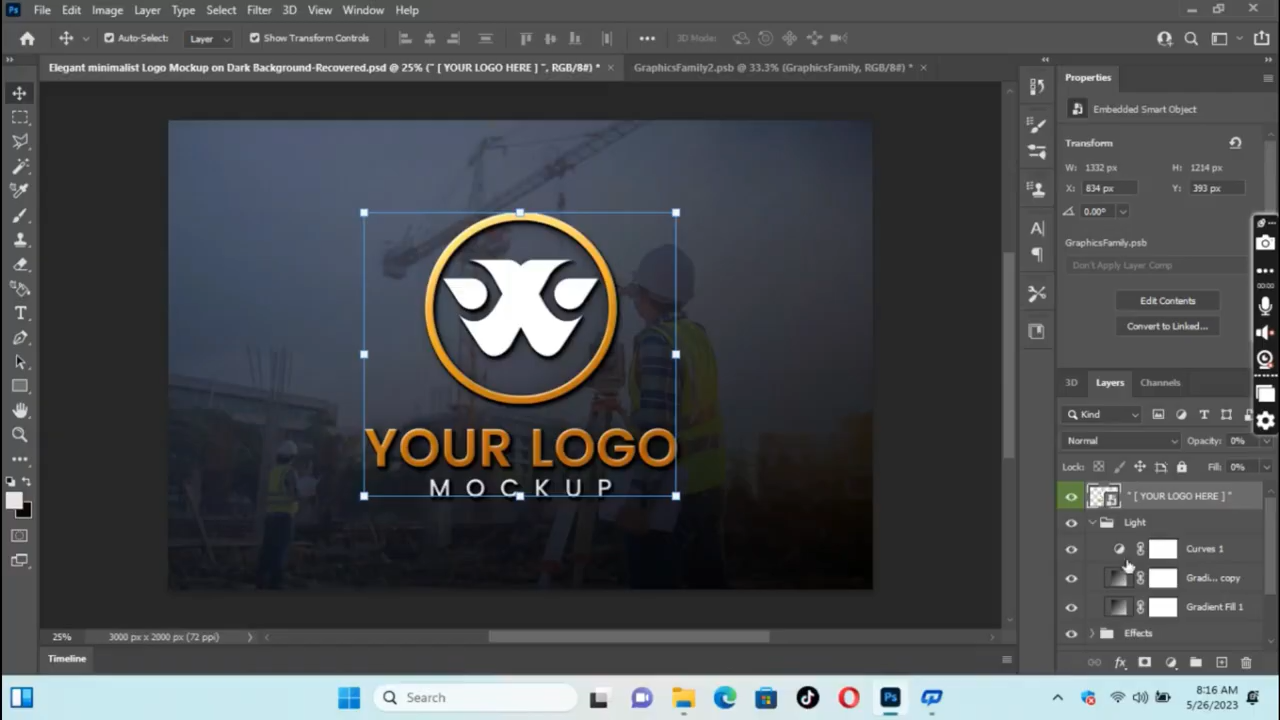 Ps File Edit Image Layer Type Select Filter 3D View Window Help
Auto-Select: Layer Show Transform Controls 3D Mode:
Elegant minimalist Logo Mockup on Dark Background-Recovered.psd @ 25% (" [ YOUR LOGO HERE ] ", RGB/8#) * × GraphicsFamily2.psb @ 33.3% (GraphicsFamily, RGB/8#) * ×
Properties
Embedded Smart Object
Transform
W: 1332 px H: 1214 px
X: 834 px Y: 393 px
0.00°
GraphicsFamily.psb
Don't Apply Layer Comp
Edit Contents
Convert to Linked...
YOUR LOGO
MOCKUP
00:00
3D Layers Channels
Kind
Normal Opacity: 0%
Lock: Fill: 0%
" [ YOUR LOGO HERE ] "
Light
Curves 1
Gradi... copy
Gradient Fill 1
Effects
fx
25% 3000 px x 2000 px (72 ppi)
Timeline
Search
Ps
8:16 AM
5/26/2023